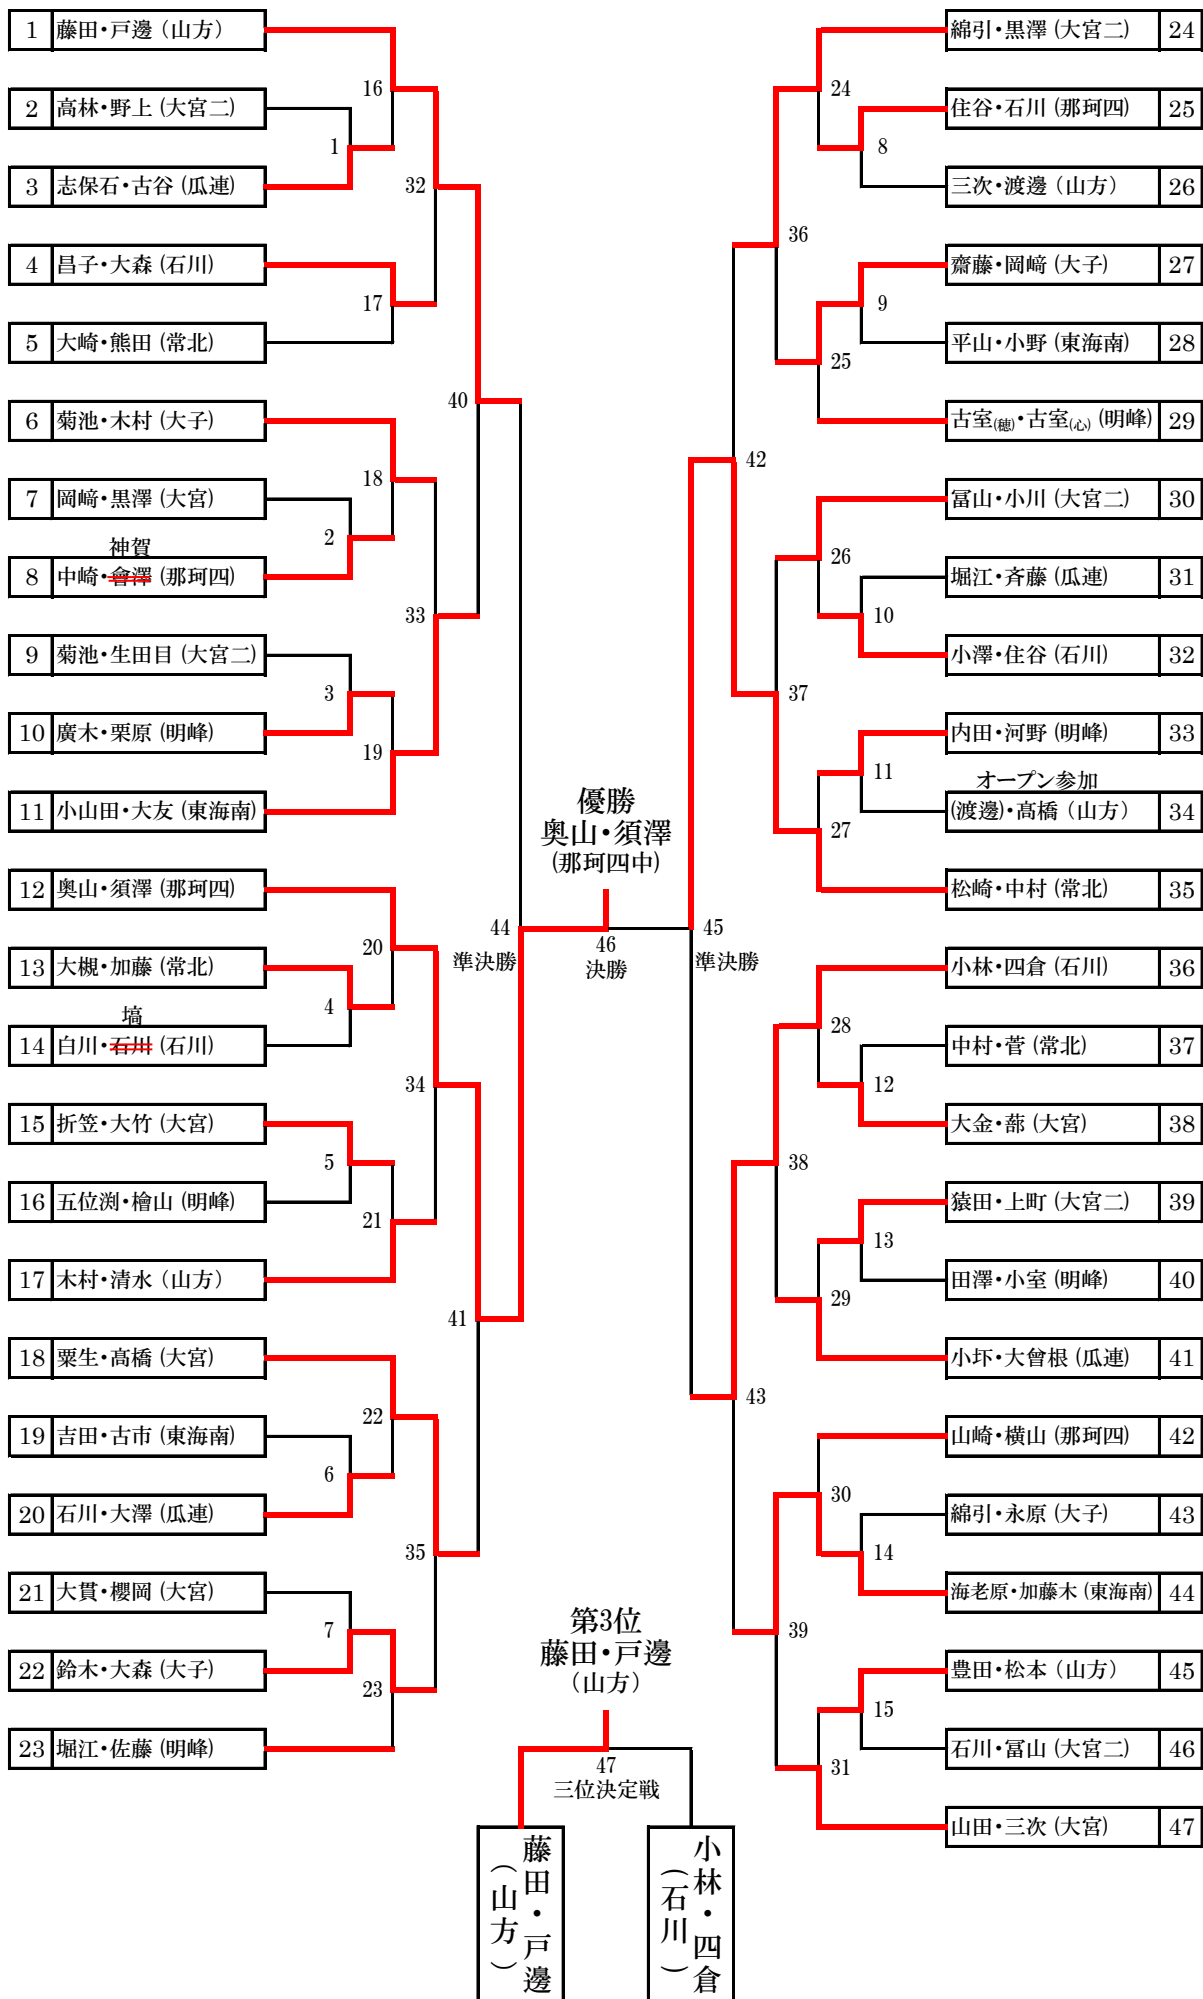 1 藤田・戸邊（山方）
2 高林・野上 (大宮二)
3 志保石・古谷 (瓜連)
4 昌子・大森 (石川)
5 大崎・熊田 (常北)
6 菊池・木村 (大子)
7 岡﨑・黒澤 (大宮)
神賀
8 中崎・會澤 (那珂四)
9 菊池・生田目 (大宮二)
10 廣木・栗原 (明峰)
11 小山田・大友 (東海南)
12 奥山・須澤 (那珂四)
13 大槻・加藤 (常北)
塙
14 白川・石川 (石川)
15 折笠・大竹 (大宮)
16 五位渕・檜山 (明峰)
17 木村・清水（山方）
18 粟生・髙橋 (大宮)
19 吉田・古市 (東海南)
20 石川・大澤 (瓜連)
21 大貫・櫻岡 (大宮)
22 鈴木・大森 (大子)
23 堀江・佐藤 (明峰)
1
2
3
4
5
6
7
16
17
18
19
20
21
22
23
32
33
34
35
40
41
44
準決勝
優勝
奥山・須澤
(那珂四中)
46
決勝
45
準決勝
第3位
藤田・戸邊
（山方）
47
三位決定戦
藤田・戸邊
（山方）
小林・四倉
（石川）
42
43
36
37
38
39
24
25
26
27
28
29
30
31
8
9
10
11
12
13
14
15
綿引・黒澤 (大宮二) 24
住谷・石川 (那珂四) 25
三次・渡邊（山方） 26
齋藤・岡﨑 (大子) 27
平山・小野 (東海南) 28
古室(穂)・古室(心) (明峰) 29
冨山・小川 (大宮二) 30
堀江・斉藤 (瓜連) 31
小澤・住谷 (石川) 32
内田・河野 (明峰) 33
オープン参加
(渡邊)・高橋（山方） 34
松崎・中村 (常北) 35
小林・四倉 (石川) 36
中村・菅 (常北) 37
大金・蔀 (大宮) 38
猿田・上町 (大宮二) 39
田澤・小室 (明峰) 40
小坏・大曾根 (瓜連) 41
山崎・横山 (那珂四) 42
綿引・永原 (大子) 43
海老原・加藤木 (東海南) 44
豊田・松本（山方） 45
石川・冨山 (大宮二) 46
山田・三次 (大宮) 47